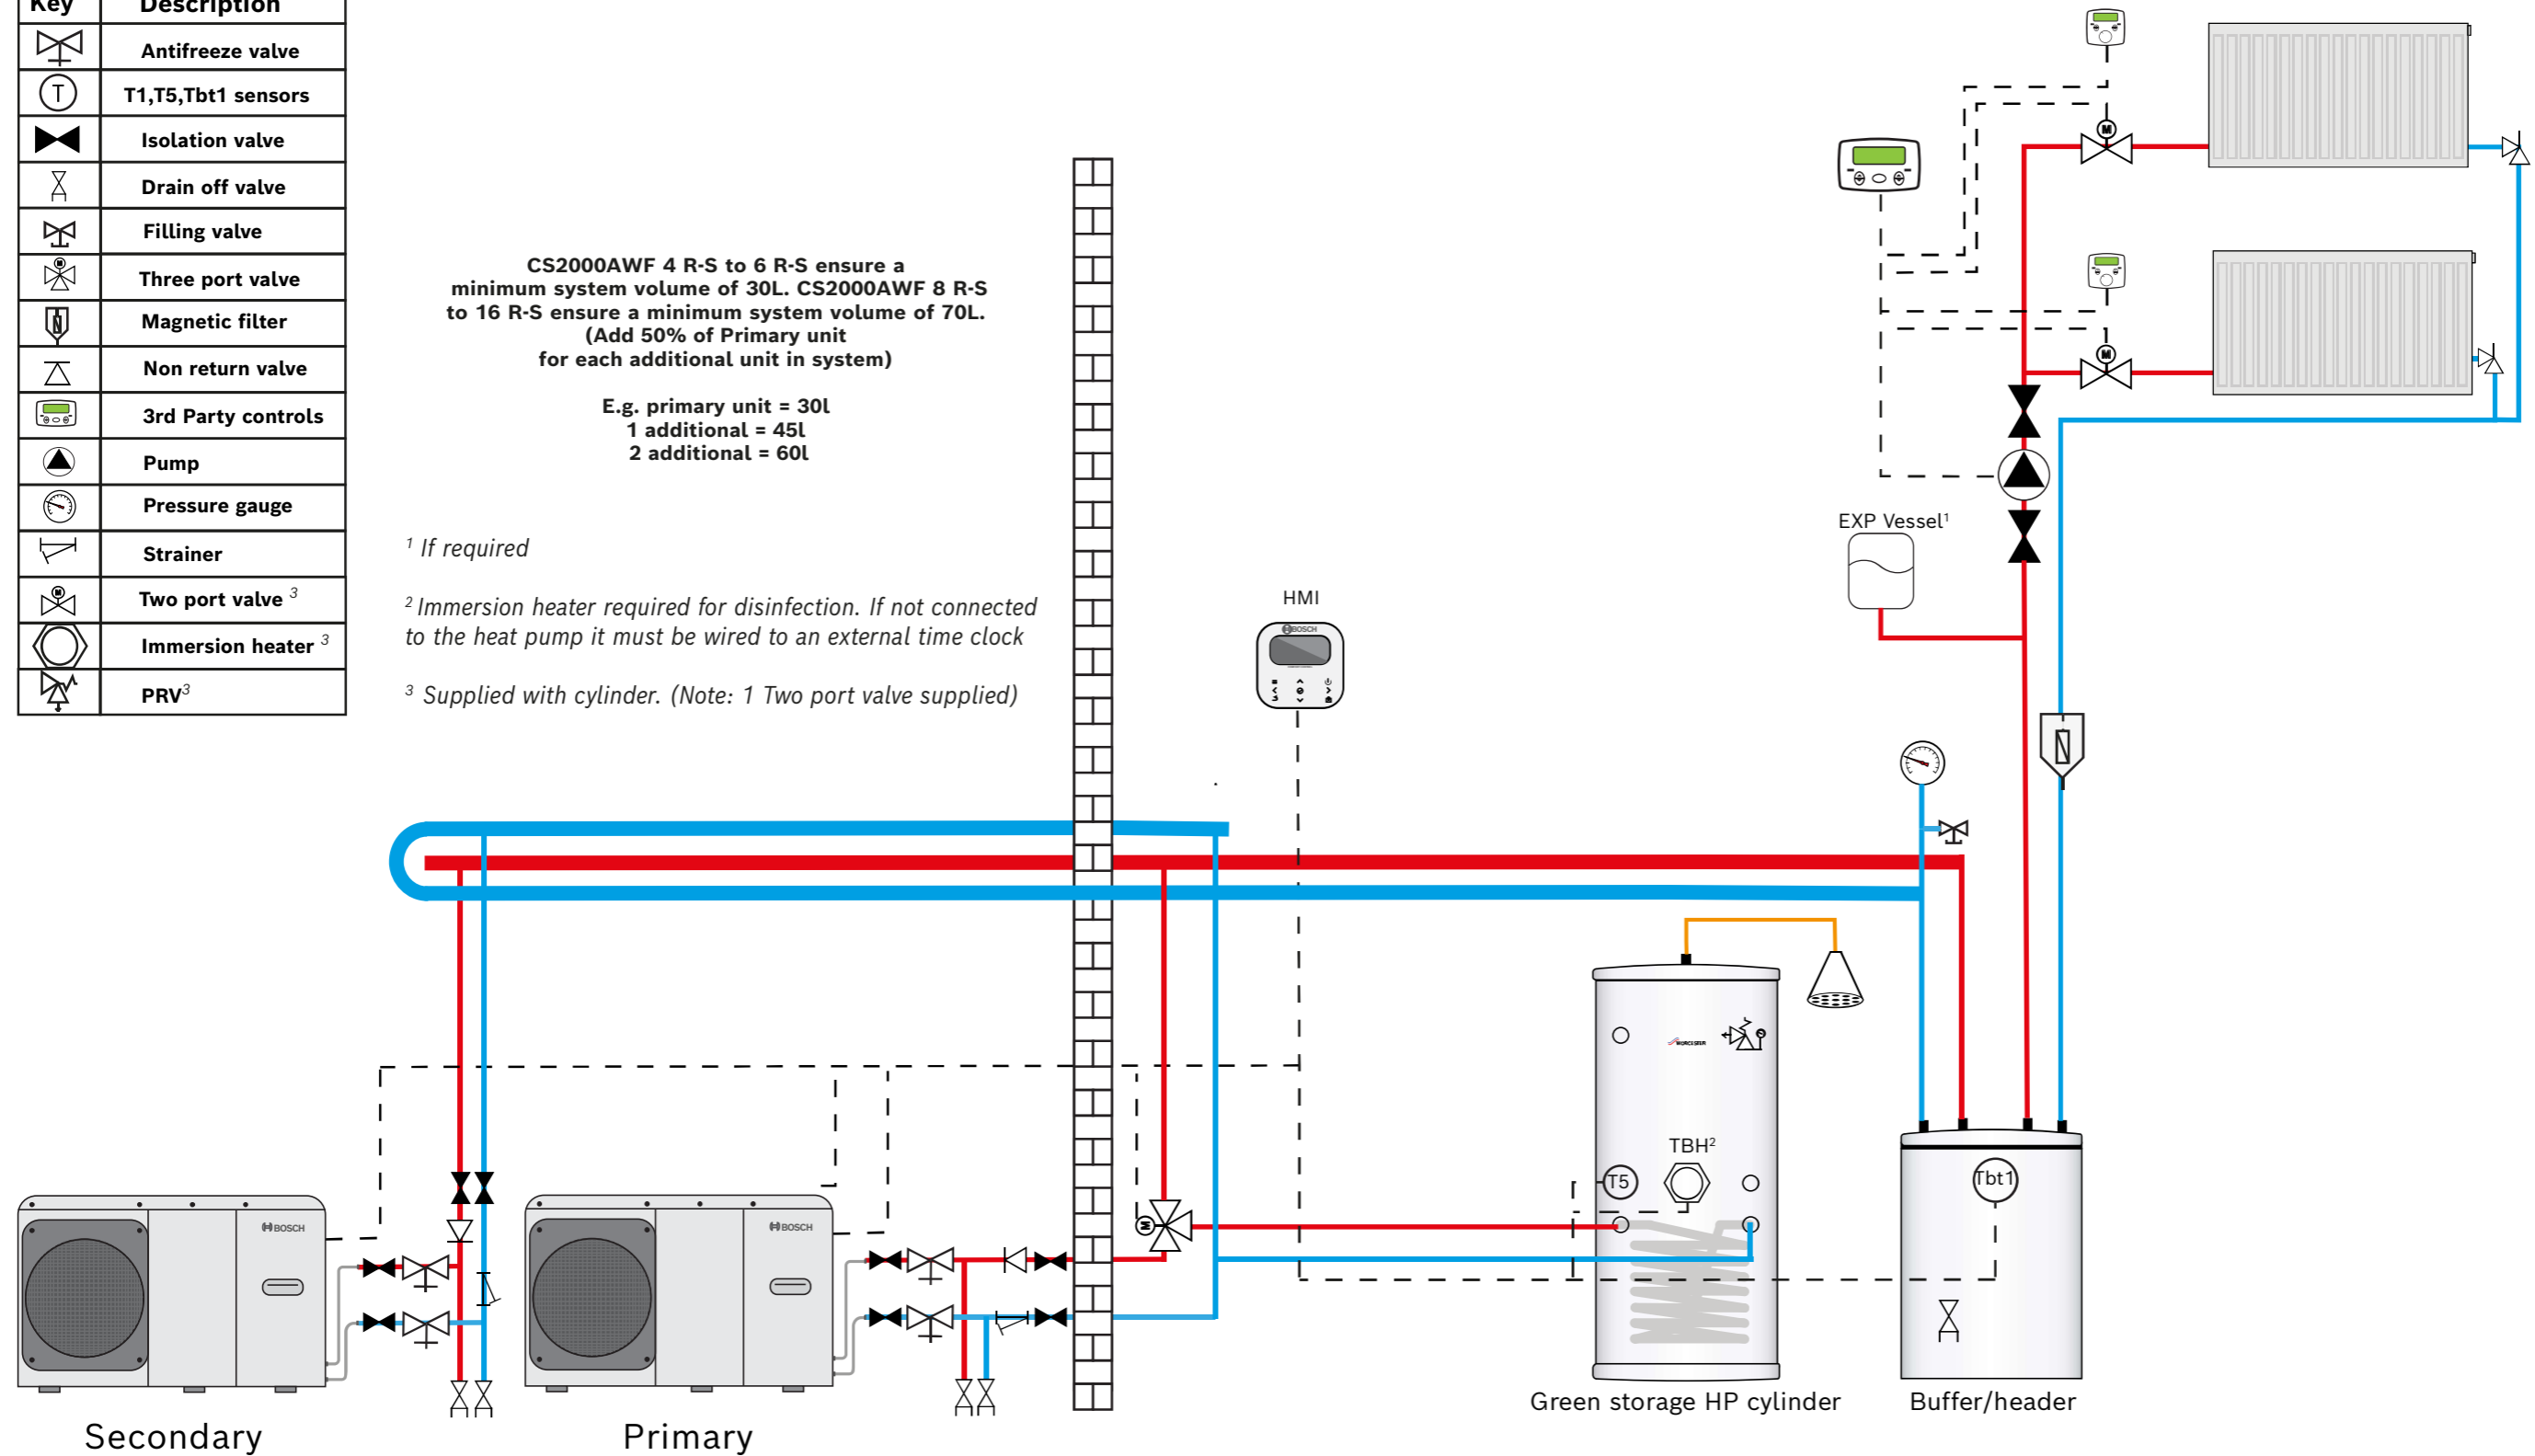 Key Description
Antifreeze valve
T
T1,T5,Tbt1 sensors
Isolation valve
Drain off valve
Filling valve
M
Three port valve
Magnetic filter
Non return valve
3rd Party controls
Pump
Pressure gauge
Strainer
M
Two port valve 3
Immersion heater 3
PRV3
CS2000AWF 4 R-S to 6 R-S ensure a
minimum system volume of 30L. CS2000AWF 8 R-S
to 16 R-S ensure a minimum system volume of 70L.
(Add 50% of Primary unit
for each additional unit in system)
E.g. primary unit = 30l
1 additional = 45l
2 additional = 60l
1 If required
2 Immersion heater required for disinfection. If not connected
to the heat pump it must be wired to an external time clock
3 Supplied with cylinder. (Note: 1 Two port valve supplied)
M
M
EXP Vessel1
HMI
BOSCH
WORCESTER
TBH2
T5
Tbt1
M
BOSCH
BOSCH
Green storage HP cylinder
Buffer/header
Secondary
Primary